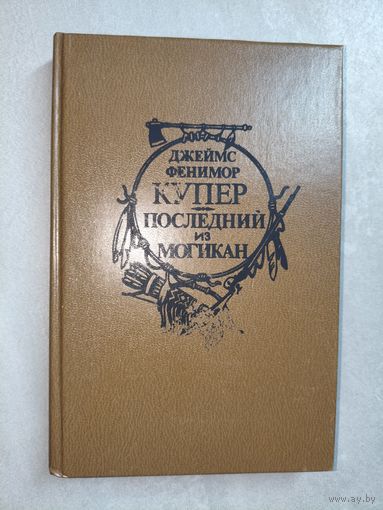 ДЖЕЙМС
ФЕНИМОР
КУПЕР
ПОСЛЕДНИЙ
ИЗ
МОГИКАН
www.ay.by